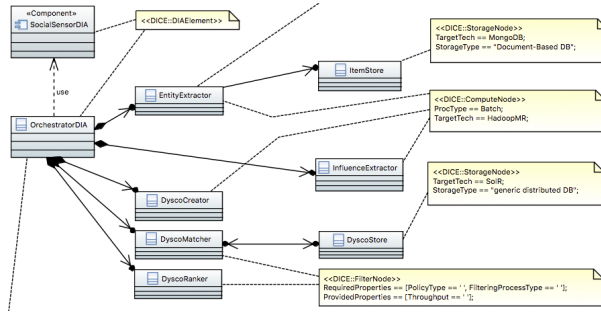 «Component»
SocialSensorDIA
<<DICE::DIAElement>>
<<DICE::StorageNode>>
TargetTech == MongoDB;
StorageType == "Document-Based DB";
ItemStore
use
EntityExtractor
<<DICE::ComputeNode>>
ProcType == Batch;
TargetTech == HadoopMR;
OrchestratorDIA
InfluenceExtractor
<<DICE::StorageNode>>
TargetTech == SolR;
StorageType == "generic distributed DB";
DyscoCreator
DyscoMatcher
DyscoStore
DyscoRanker
<<DICE::FilterNode>>
RequiredProperties == [PolicyType == ' ', FilteringProcessType == ' '];
ProvidedProperties == [Throughput == ' '];